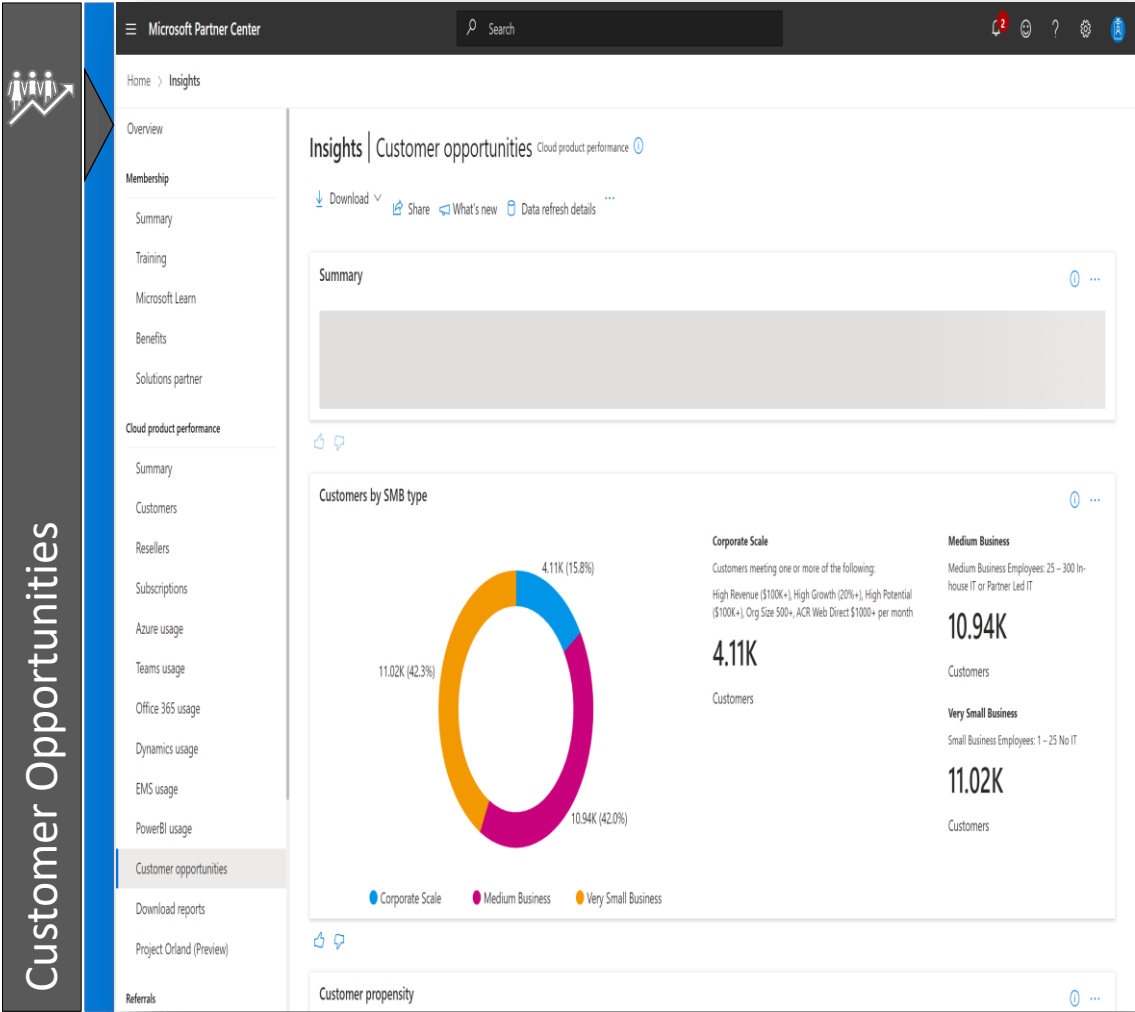 Customer Opportunities
Microsoft Partner Center
Search
2
?
Home > Insights
Overview
Membership
Summary
Training
Microsoft Learn
Benefits
Solutions partner
Cloud product performance
Summary
Customers
Resellers
Subscriptions
Azure usage
Teams usage
Office 365 usage
Dynamics usage
EMS usage
PowerBI usage
Customer opportunities
Download reports
Project Orland (Preview)
Referrals
Insights | Customer opportunities Cloud product performance
Download
Share
What's new
Data refresh details
...
Summary
...
Customers by SMB type
...
4.11K (15.8%)
11.02K (42.3%)
10.94K (42.0%)
Corporate Scale
Medium Business
Very Small Business
Corporate Scale
Customers meeting one or more of the following:
High Revenue ($100K+), High Growth (20%+), High Potential
($100K+), Org Size 500+, ACR Web Direct $1000+ per month
4.11K
Customers
Medium Business
Medium Business Employees: 25 – 300 In-
house IT or Partner Led IT
10.94K
Customers
Very Small Business
Small Business Employees: 1 – 25 No IT
11.02K
Customers
Customer propensity
...